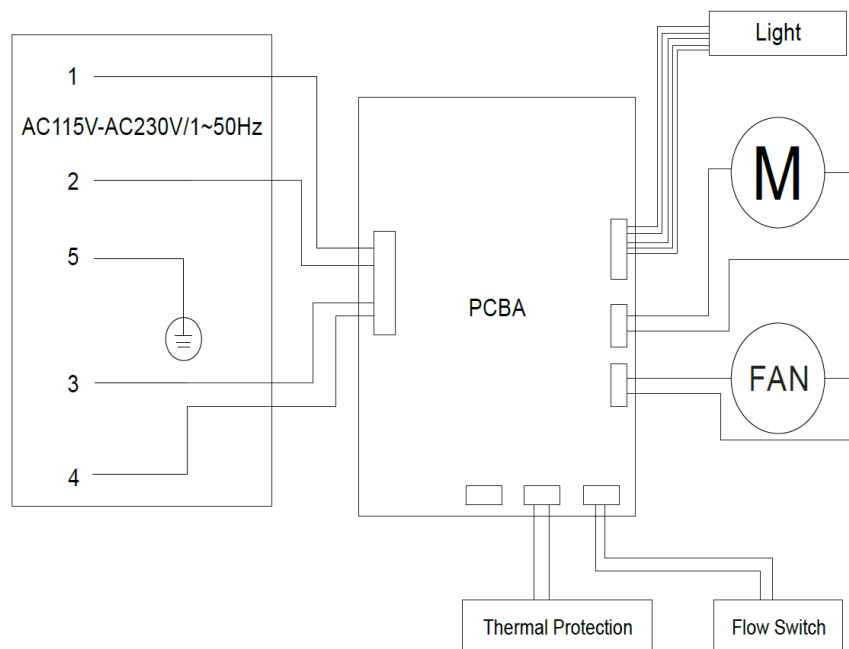 Light
1
AC115V-AC230V/1~50Hz
2
M
5
PCBA
FAN
3
4
Thermal Protection
Flow Switch